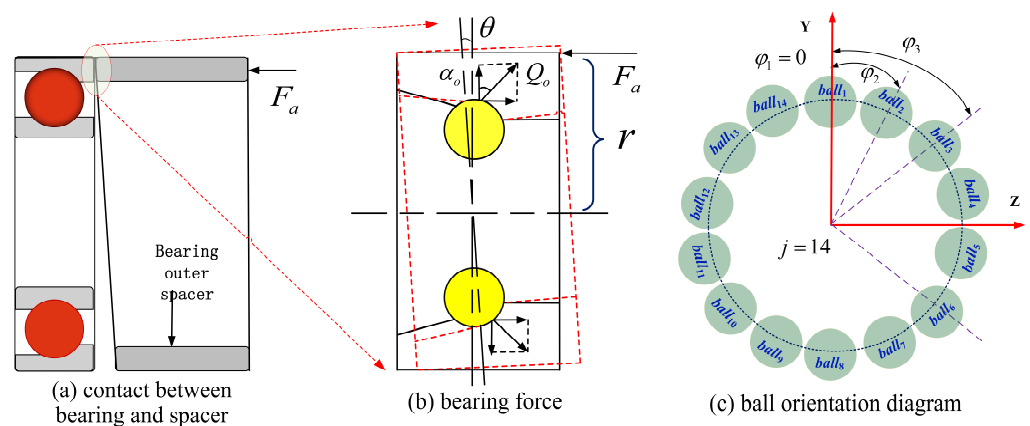 F_a
Bearing
outer
spacer
(a) contact between
bearing and spacer
θ
α_o
Q_o
F_a
r
(b) bearing force
Y
φ_1 = 0
φ_2
φ_3
ball_1
ball_2
ball_3
ball_4
Z
ball_5
ball_6
ball_7
ball_8
ball_9
ball_10
ball_11
ball_12
ball_13
ball_14
j = 14
(c) ball orientation diagram